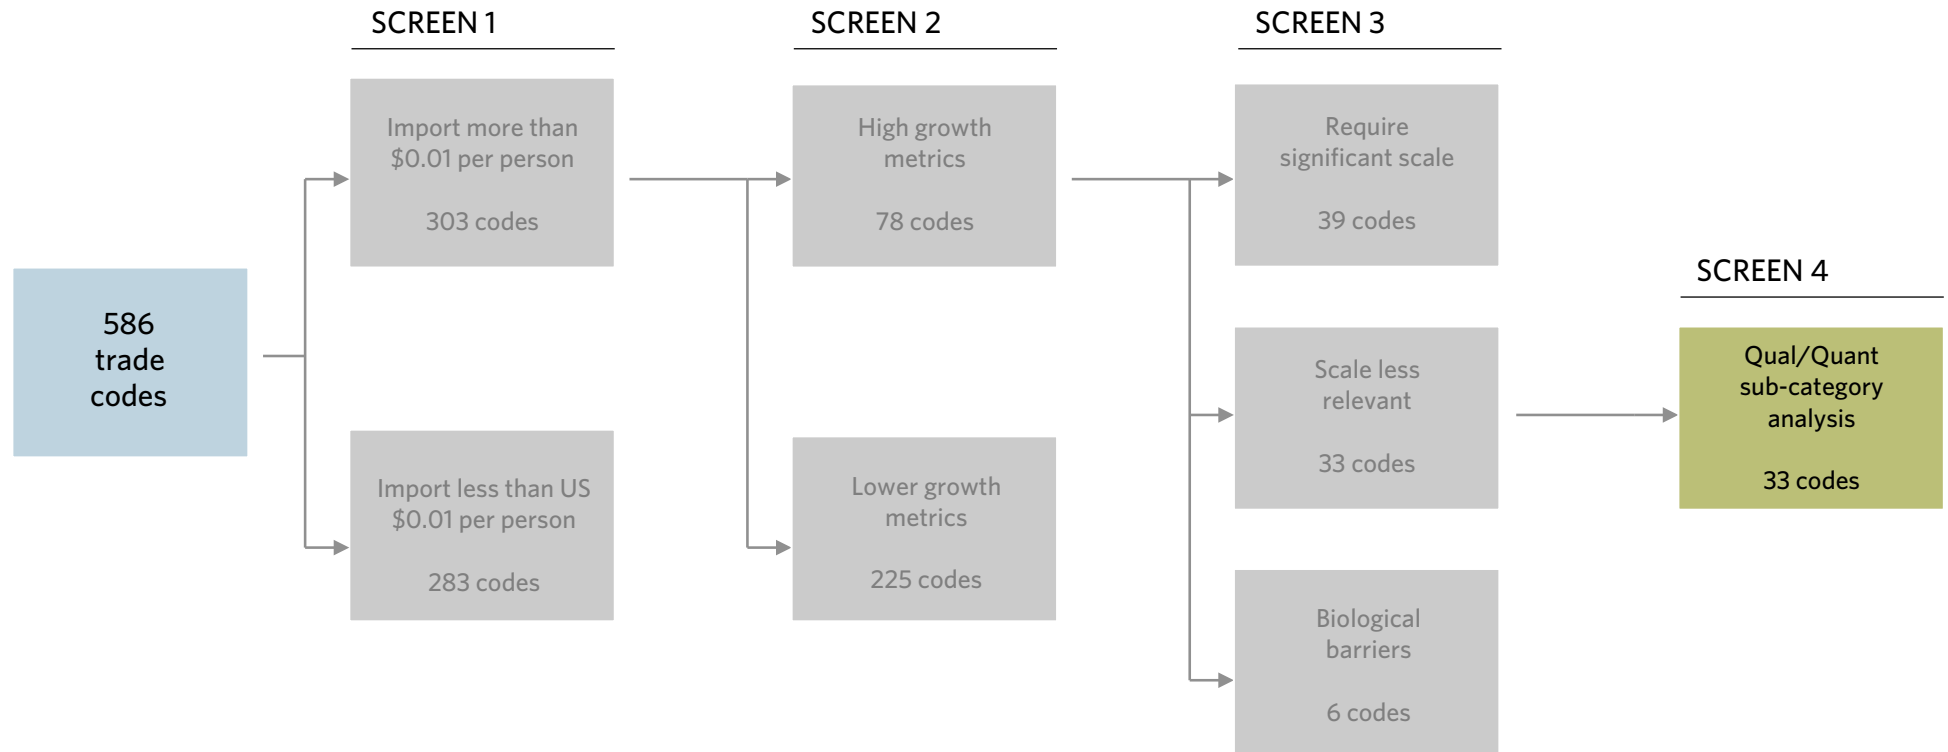 SCREEN 1
SCREEN 2
SCREEN 3
SCREEN 4
586
trade
codes
Import more than
$0.01 per person
303 codes
Import less than US
$0.01 per person
283 codes
High growth
metrics
78 codes
Lower growth
metrics
225 codes
Require
significant scale
39 codes
Scale less
relevant
33 codes
Biological
barriers
6 codes
Qual/Quant
sub-category
analysis
33 codes